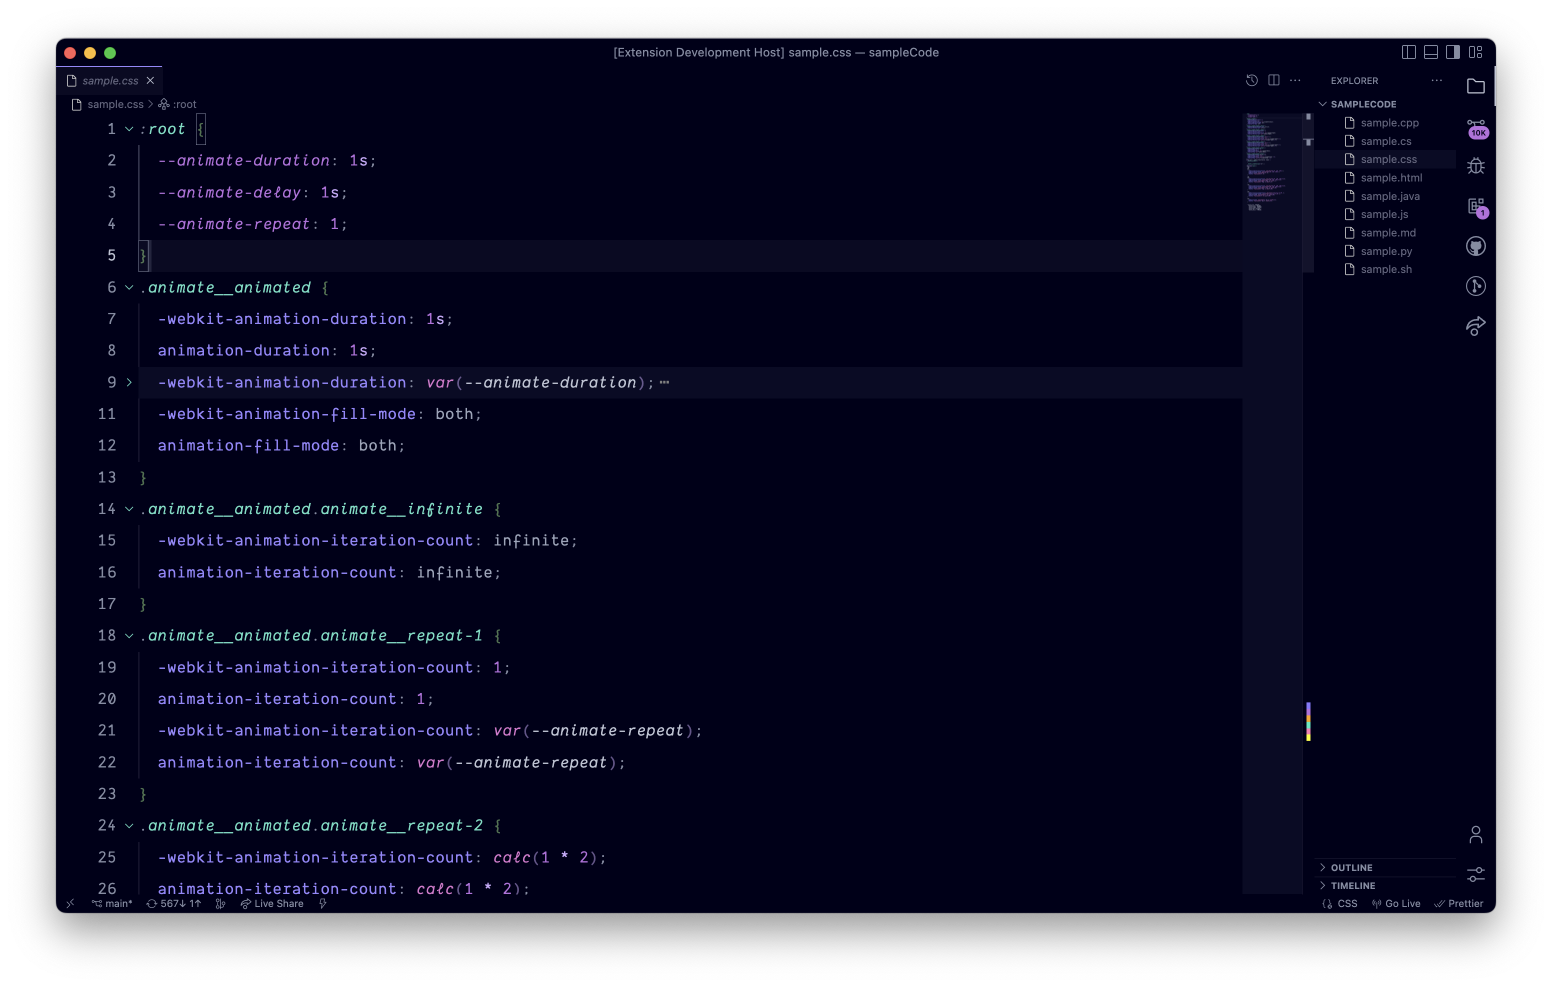 [Extension Development Host] sample.css — sampleCode
sample.css
sample.css > :root
1 :root {
2 --animate-duration: 1s;
3 --animate-delay: 1s;
4 --animate-repeat: 1;
5 }
6 .animate__animated {
7 -webkit-animation-duration: 1s;
8 animation-duration: 1s;
9 -webkit-animation-duration: var(--animate-duration);⋯
11 -webkit-animation-fill-mode: both;
12 animation-fill-mode: both;
13 }
14 .animate__animated.animate__infinite {
15 -webkit-animation-iteration-count: infinite;
16 animation-iteration-count: infinite;
17 }
18 .animate__animated.animate__repeat-1 {
19 -webkit-animation-iteration-count: 1;
20 animation-iteration-count: 1;
21 -webkit-animation-iteration-count: var(--animate-repeat);
22 animation-iteration-count: var(--animate-repeat);
23 }
24 .animate__animated.animate__repeat-2 {
25 -webkit-animation-iteration-count: calc(1 * 2);
26 animation-iteration-count: calc(1 * 2);
EXPLORER
SAMPLECODE
sample.cpp
sample.cs
sample.css
sample.html
sample.java
sample.js
sample.md
sample.py
sample.sh
OUTLINE
TIMELINE
10K
1
main* 567↓ 1↑ Live Share
CSS Go Live Prettier